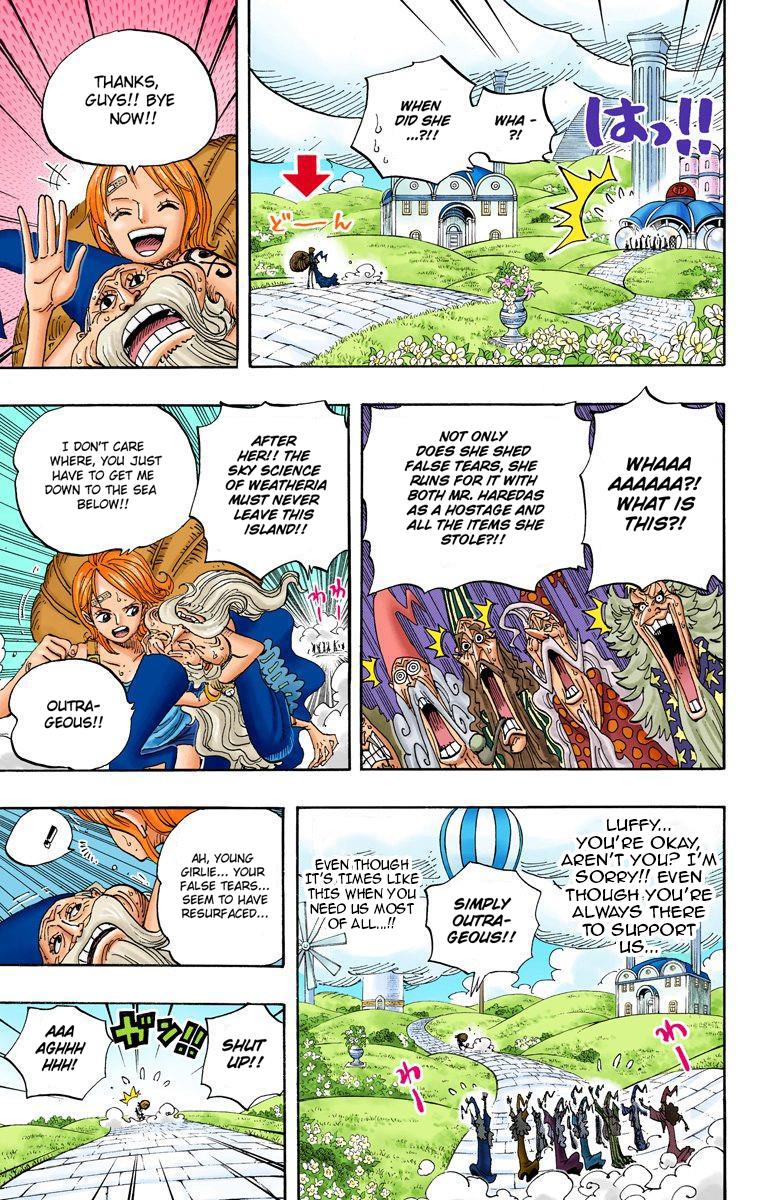 WHA -
?!
WHEN
DID SHE
...?!!
はっ!!
どーーん
THANKS,
GUYS!! BYE
NOW!!
WHAAA
AAAAAA?!
WHAT IS
THIS?!
NOT ONLY
DOES SHE SHED
FALSE TEARS, SHE
RUNS FOR IT WITH
BOTH MR. HAREDAS
AS A HOSTAGE AND
ALL THE ITEMS SHE
STOLE?!!
AFTER
HER!! THE
SKY SCIENCE
OF WEATHERIA
MUST NEVER
LEAVE THIS
ISLAND!!
I DON'T CARE
WHERE, YOU JUST
HAVE TO GET ME
DOWN TO THE SEA
BELOW!!
わー
わー
OUTRA-
GEOUS!!
LUFFY...
YOU'RE OKAY,
AREN'T YOU? I'M
SORRY!! EVEN
THOUGH YOU'RE
ALWAYS THERE
TO SUPPORT
US...
SIMPLY
OUTRA-
GEOUS!!
EVEN THOUGH
IT'S TIMES LIKE
THIS WHEN YOU
NEED US MOST
OF ALL...!!
わー
わー
!
AH, YOUNG
GIRLIE... YOUR
FALSE TEARS...
SEEM TO HAVE
RESURFACED...
SHUT
UP!!
ガン!!
AAA
AGHHH
HHH!